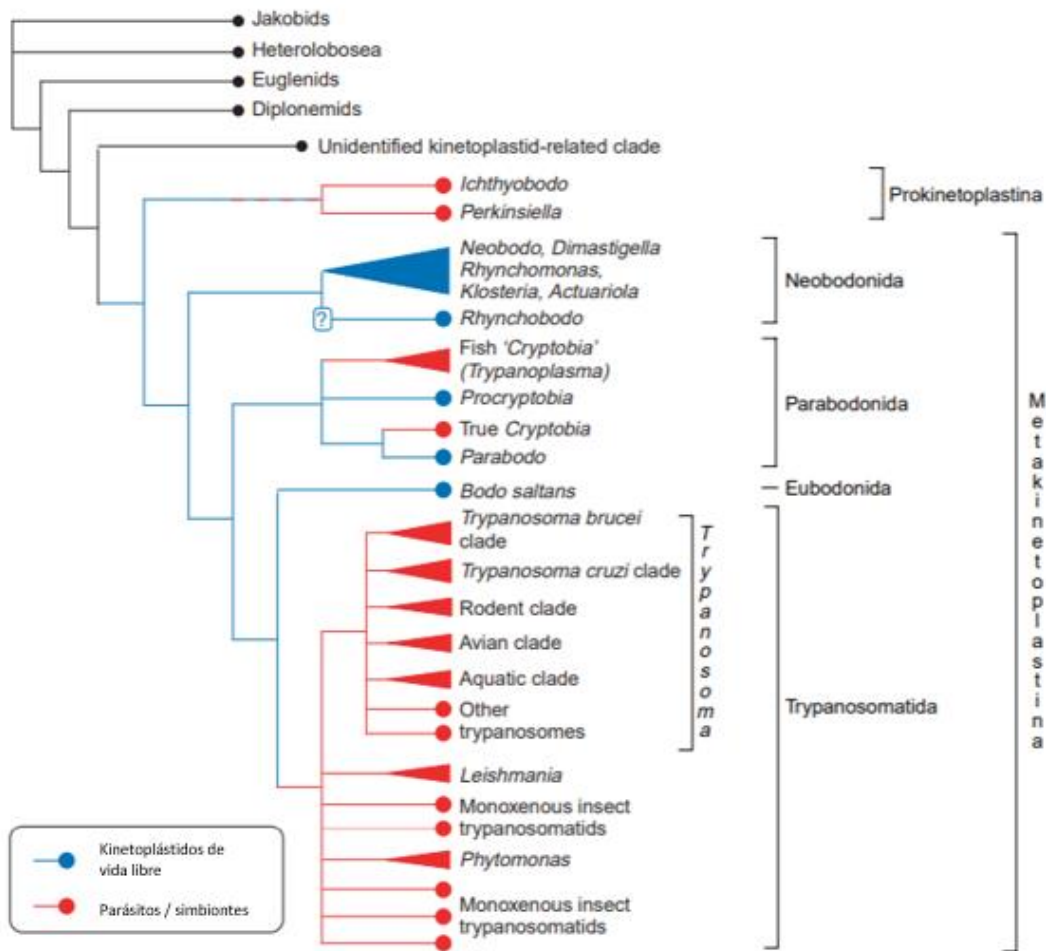 Jakobids
Heterolobosea
Euglenids
Diplonemids
Unidentified kinetoplastid-related clade
Ichthyobodo
Perkinsiella
Prokinetoplastina
Neobodo, Dimastigella
Rhynchomonas,
Klosteria, Actuariola
?
Rhynchobodo
Neobodonida
Fish ‘Cryptobia’
(Trypanoplasma)
Procryptobia
True Cryptobia
Parabodo
Parabodonida
Bodo saltans
Eubodonida
Trypanosoma brucei
clade
Trypanosoma cruzi clade
Rodent clade
Avian clade
Aquatic clade
Other
trypanosomes
Trypanosoma
Leishmania
Monoxenous insect
trypanosomatids
Phytomonas
Monoxenous insect
trypanosomatids
Trypanosomatida
Metakinetoplastina
Kinetoplástidos de
vida libre
Parásitos / simbiontes